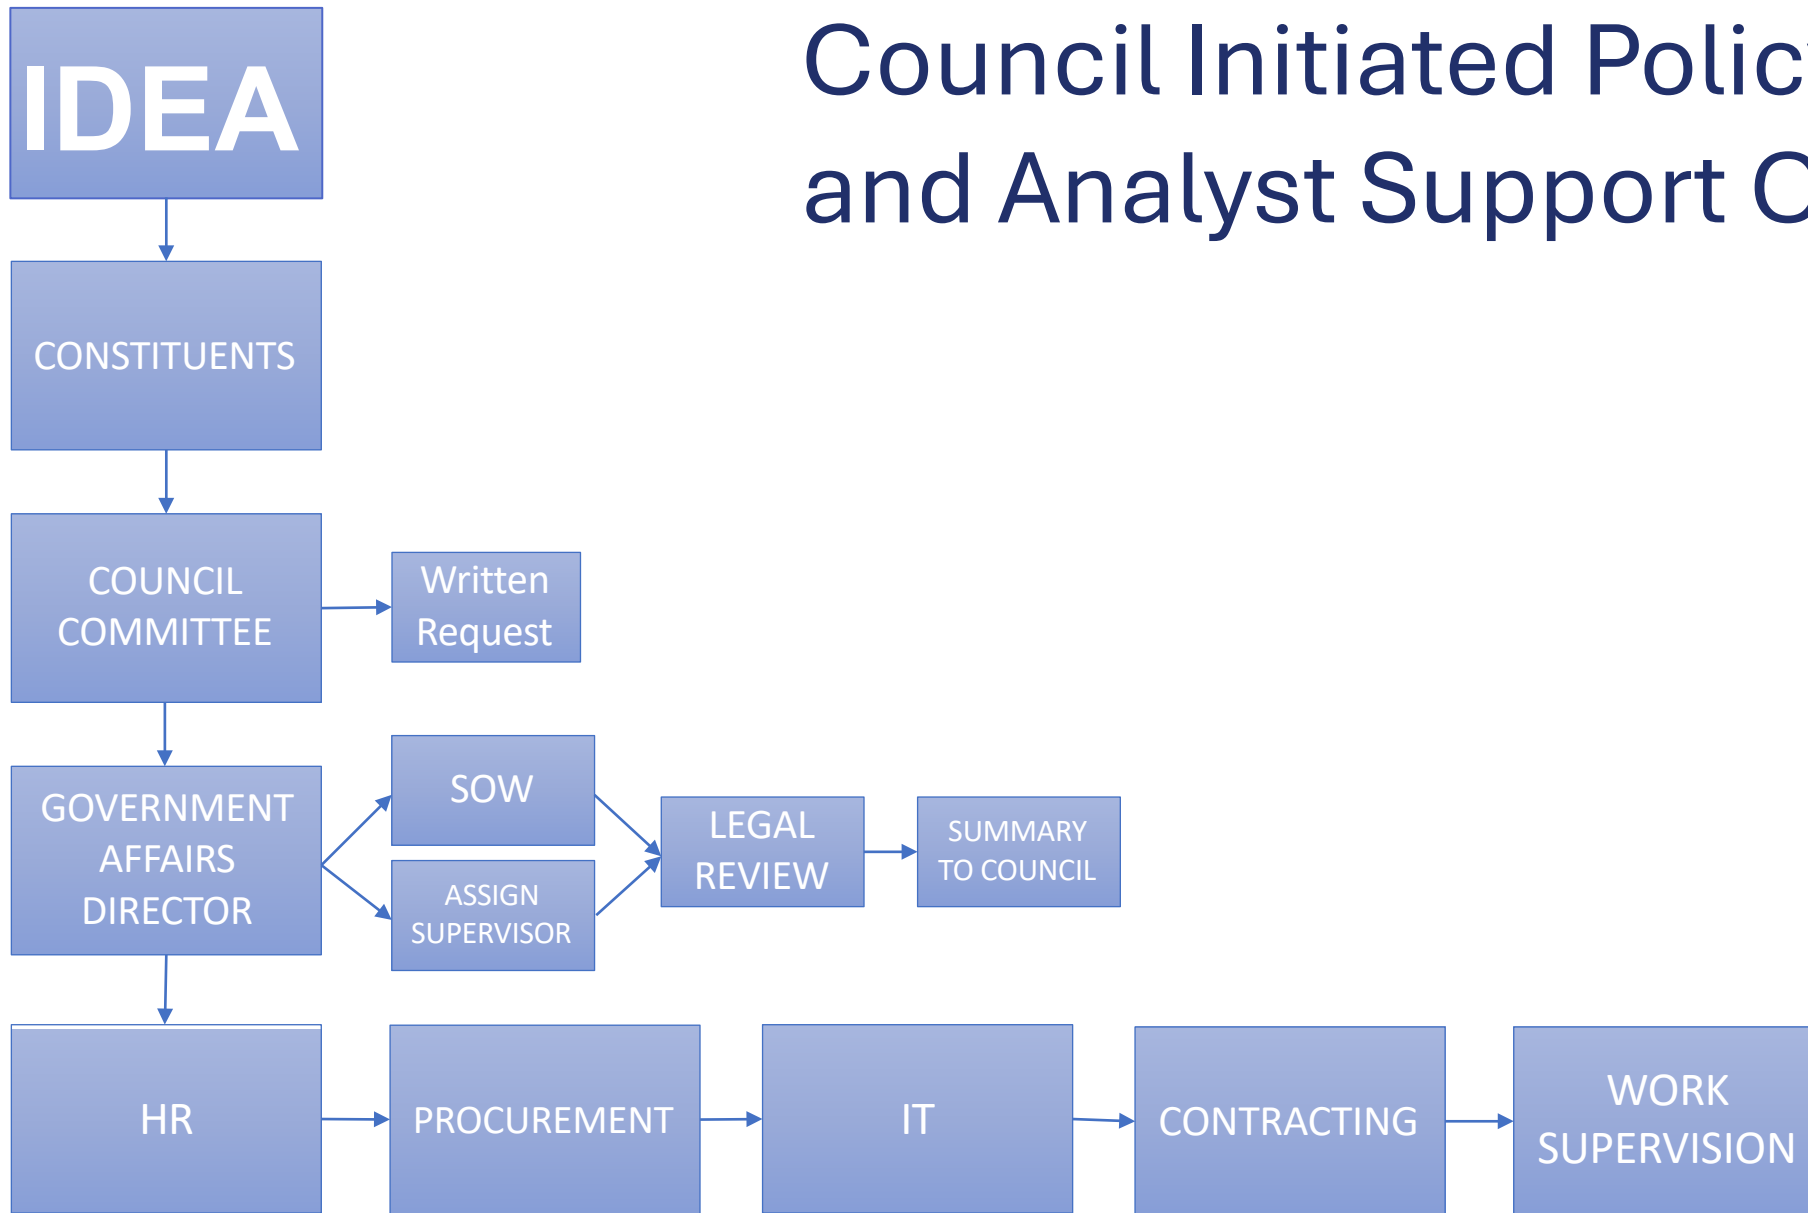 IDEA
Council Initiated Policy
and Analyst Support
CONSTITUENTS
COUNCIL
COMMITTEE
Written
Request
GOVERNMENT
AFFAIRS
DIRECTOR
SOW
ASSIGN
SUPERVISOR
LEGAL
REVIEW
SUMMARY
TO COUNCIL
HR
PROCUREMENT
IT
CONTRACTING
WORK
SUPERVISION